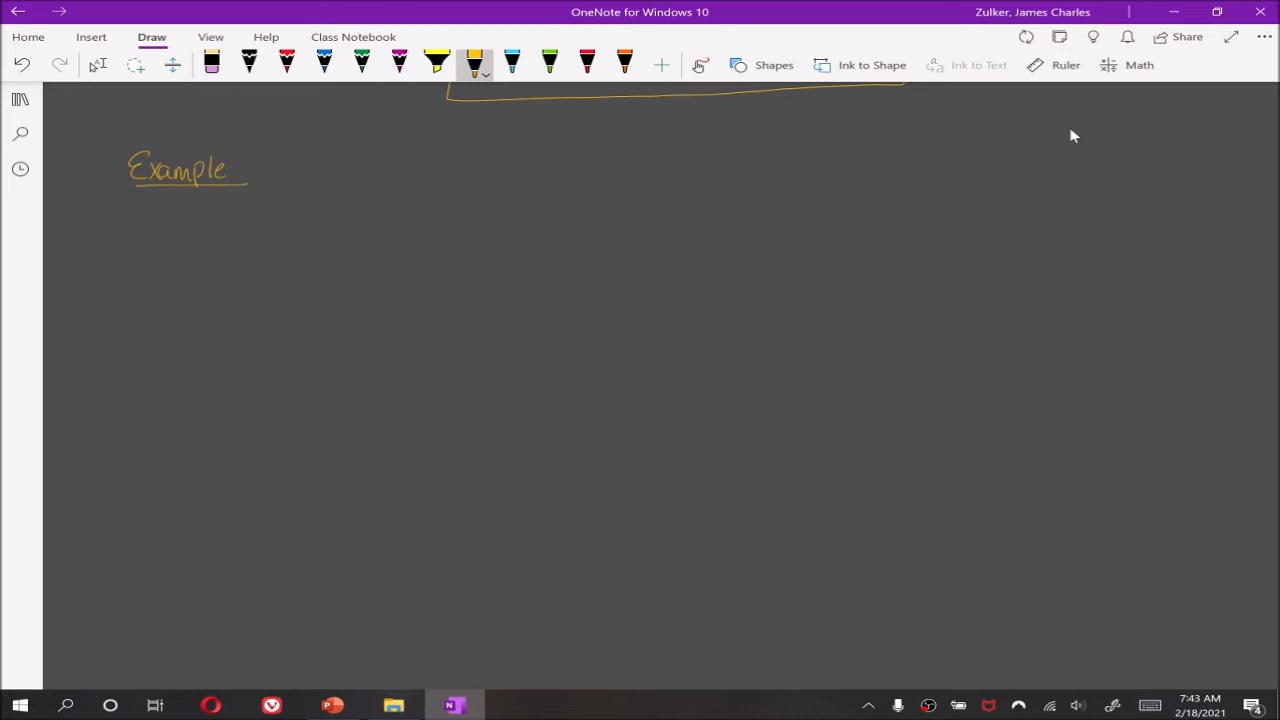 OneNote for Windows 10
Zulker, James Charles
Home Insert Draw View Help Class Notebook
Share
Shapes Ink to Shape Ink to Text Ruler Math
Example
7:43 AM
2/18/2021
4